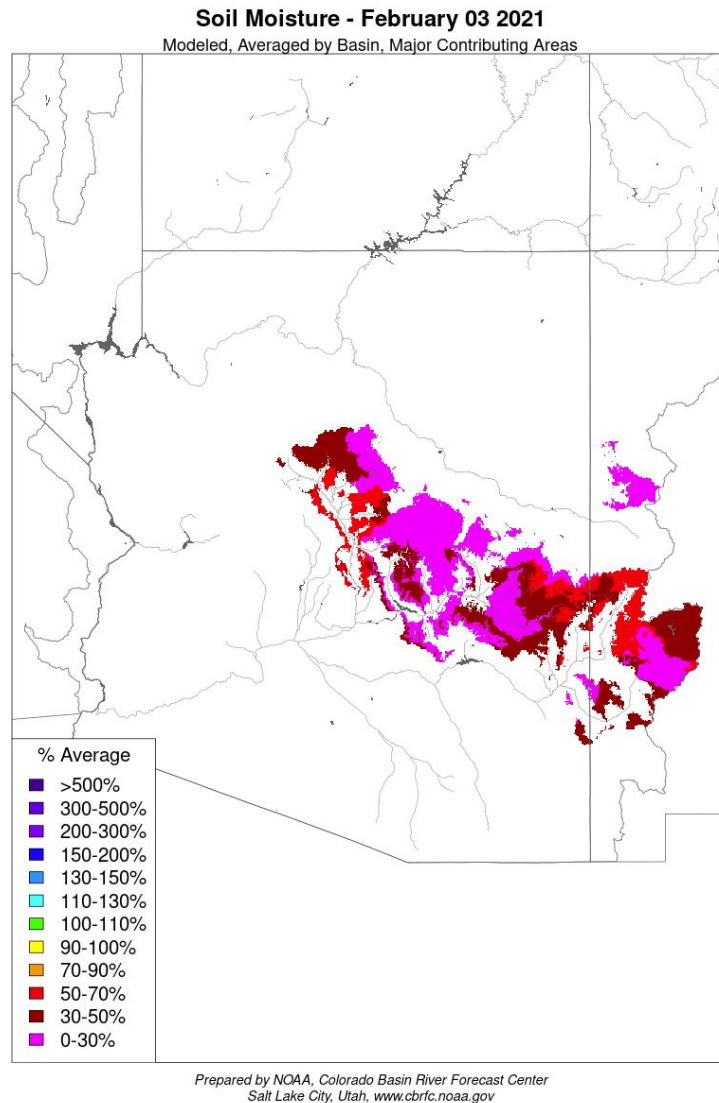 Soil Moisture - February 03 2021
Modeled, Averaged by Basin, Major Contributing Areas
% Average
>500%
300-500%
200-300%
150-200%
130-150%
110-130%
100-110%
90-100%
70-90%
50-70%
30-50%
0-30%
Prepared by NOAA, Colorado Basin River Forecast Center
Salt Lake City, Utah, www.cbrfc.noaa.gov